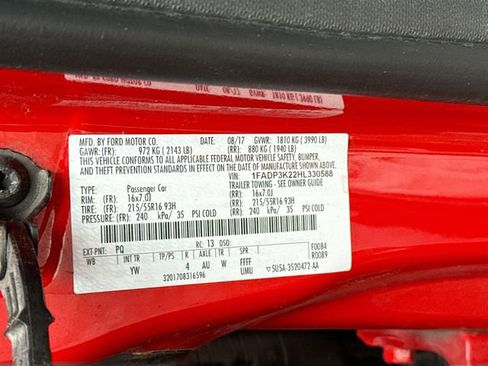 MFD. BY FORD MOTOR CO. DATE: 08/17 GVWR: 1810 KG ( 3990 LB)
GAWR:(FR): 972 KG ( 2143 LB) (RR): 880 KG ( 1940 LB)
THIS VEHICLE CONFORMS TO ALL APPLICABLE FEDERAL MOTOR VEHICLE SAFETY, BUMPER,
AND THEFT PREVENTION STANDARDS IN EFFECT ON THE DATE OF MANUFACTURE SHOWN ABOVE.
VIN: 1FADP3K22HL330588
TYPE: Passenger Car TRAILER TOWING - SEE OWNER GUIDE
RIM: (FR) 16x7.0J (RR): 16x7.0J
TIRE: (FR): 215/55R16 93H (RR): 215/55R16 93H
COLD PRESSURE: (FR): 240 kPa/ 35 PSI COLD (RR): 240 kPa/ 35 PSI COLD
EXT PNT: PQ RC: 13 DSO: F0084
WB INT TR TP/PS R AXLE TR SPR R0089
YW 4 AU W FFFF
UMU 5U5A-3520472-AA
3201708316596